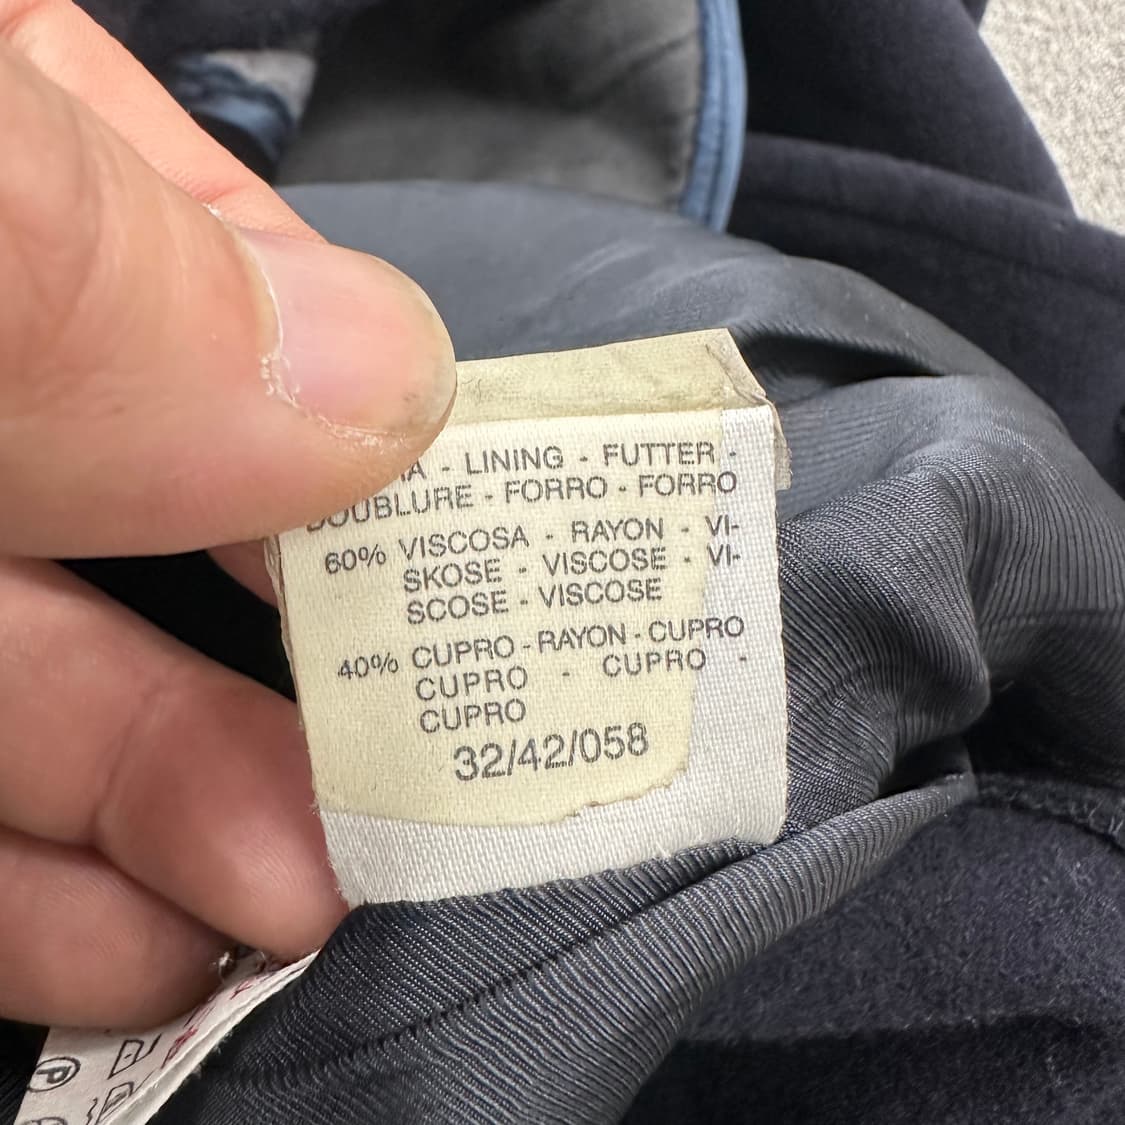 - LINING - FUTTER -
DOUBLURE - FORRO - FORRO
60% VISCOSA - RAYON - VI-
SKOSE - VISCOSE - VI-
SCOSE - VISCOSE
40% CUPRO - RAYON - CUPRO
CUPRO - CUPRO -
CUPRO
32/42/058
P